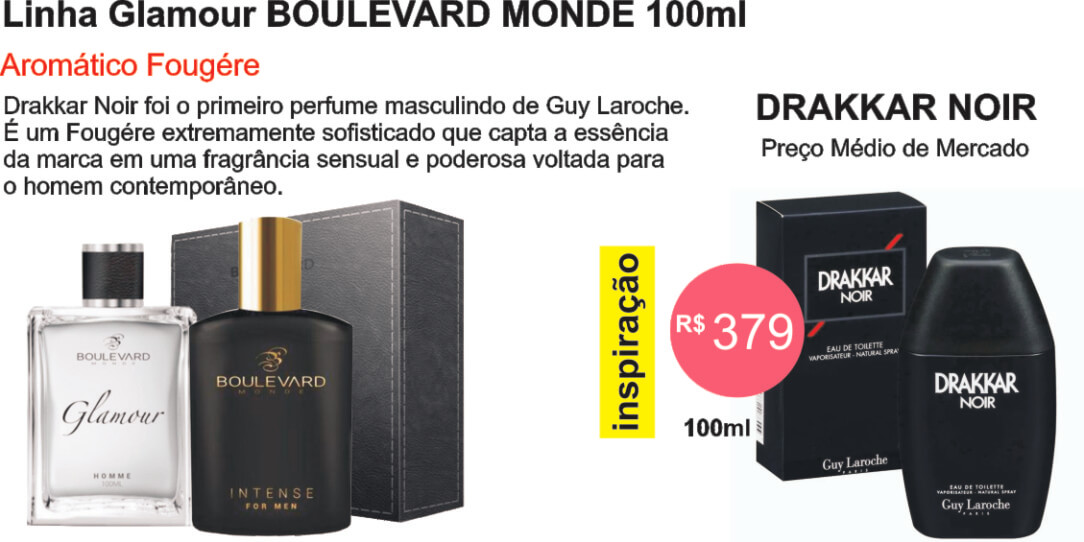 Linha Glamour BOULEVARD MONDE 100ml
Aromático Fougére
Drakkar Noir foi o primeiro perfume masculindo de Guy Laroche.
É um Fougére extremamente sofisticado que capta a essência
da marca em uma fragrância sensual e poderosa voltada para
o homem contemporâneo.
DRAKKAR NOIR
Preço Médio de Mercado
BOULEVARD
MONDE
Glamour
HOMME
100ML
BOULEVARD
MONDE
INTENSE
FOR MEN
inspiração
R$ 379
100ml
DRAKKAR
NOIR
EAU DE TOILETTE
VAPORISATEUR - NATURAL SPRAY
Guy Laroche
PARIS
DRAKKAR
NOIR
EAU DE TOILETTE
VAPORISATEUR - NATURAL SPRAY
Guy Laroche
PARIS